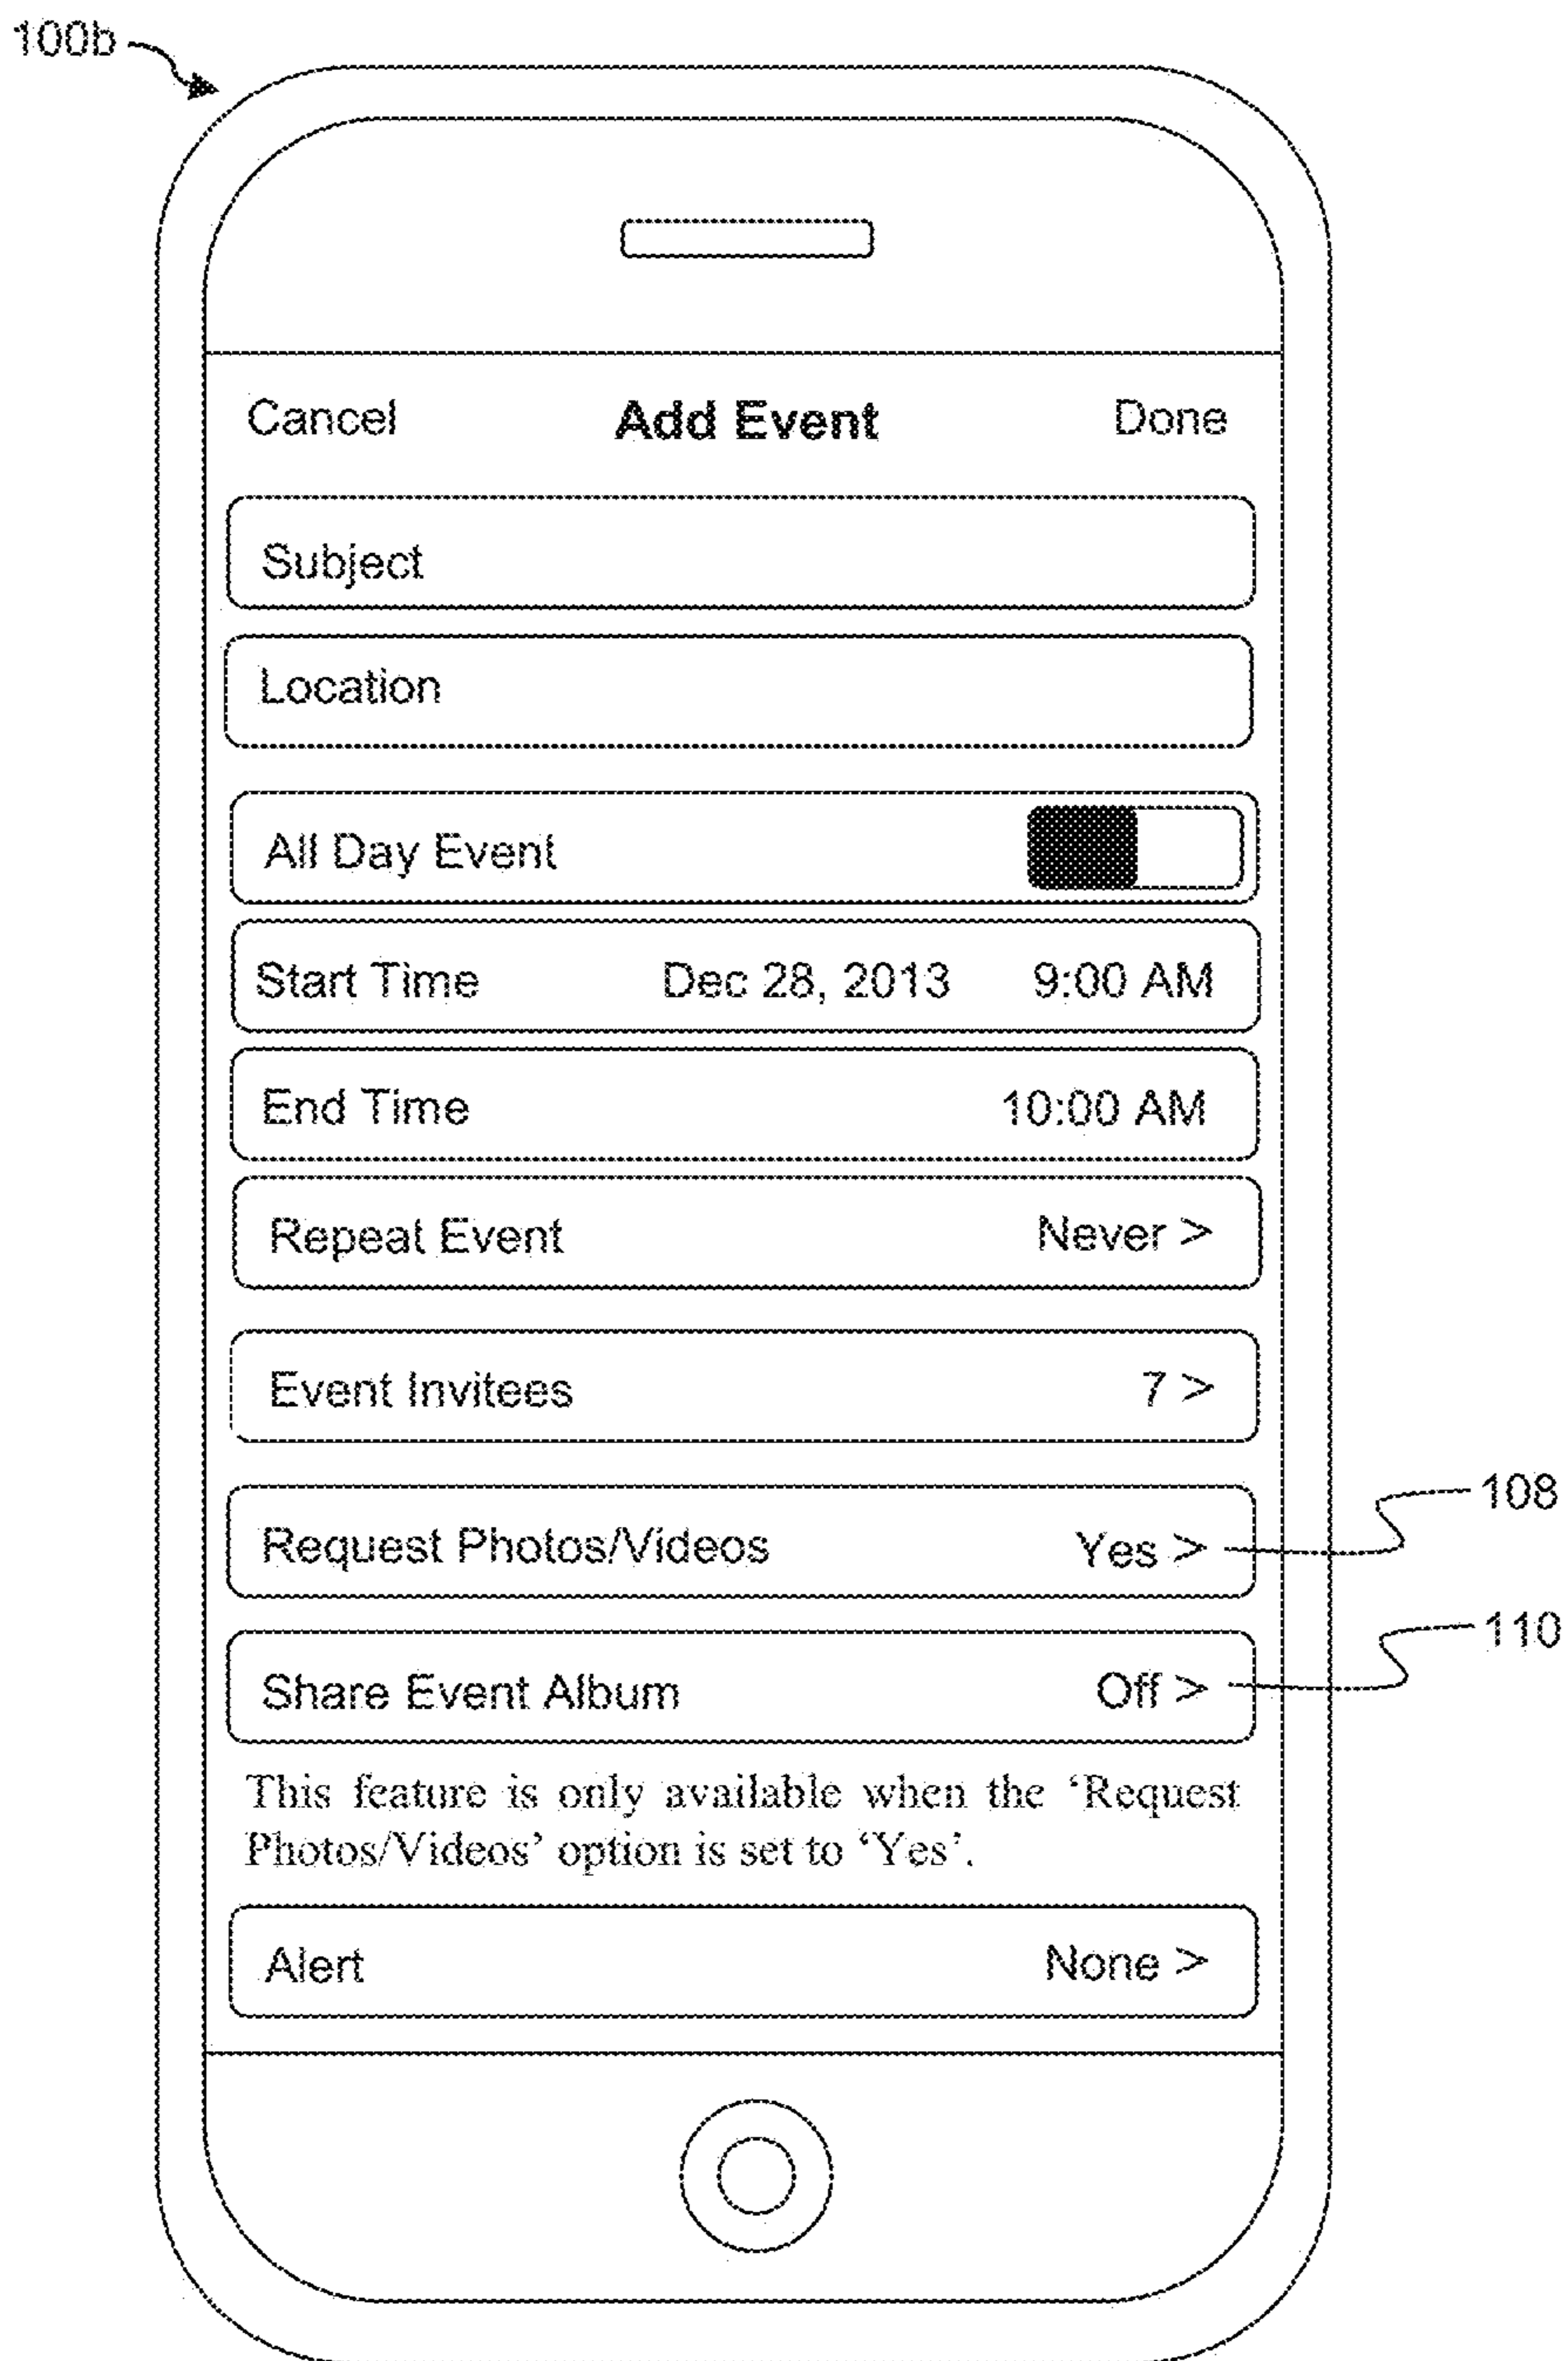 100b
Cancel Add Event Done
Subject
Location
All Day Event
Start Time Dec 28, 2013 9:00 AM
End Time 10:00 AM
Repeat Event Never >
Event Invitees 7 >
Request Photos/Videos Yes > 108
Share Event Album Off > 110
This feature is only available when the ‘Request
Photos/Videos’ option is set to ‘Yes’.
Alert None >